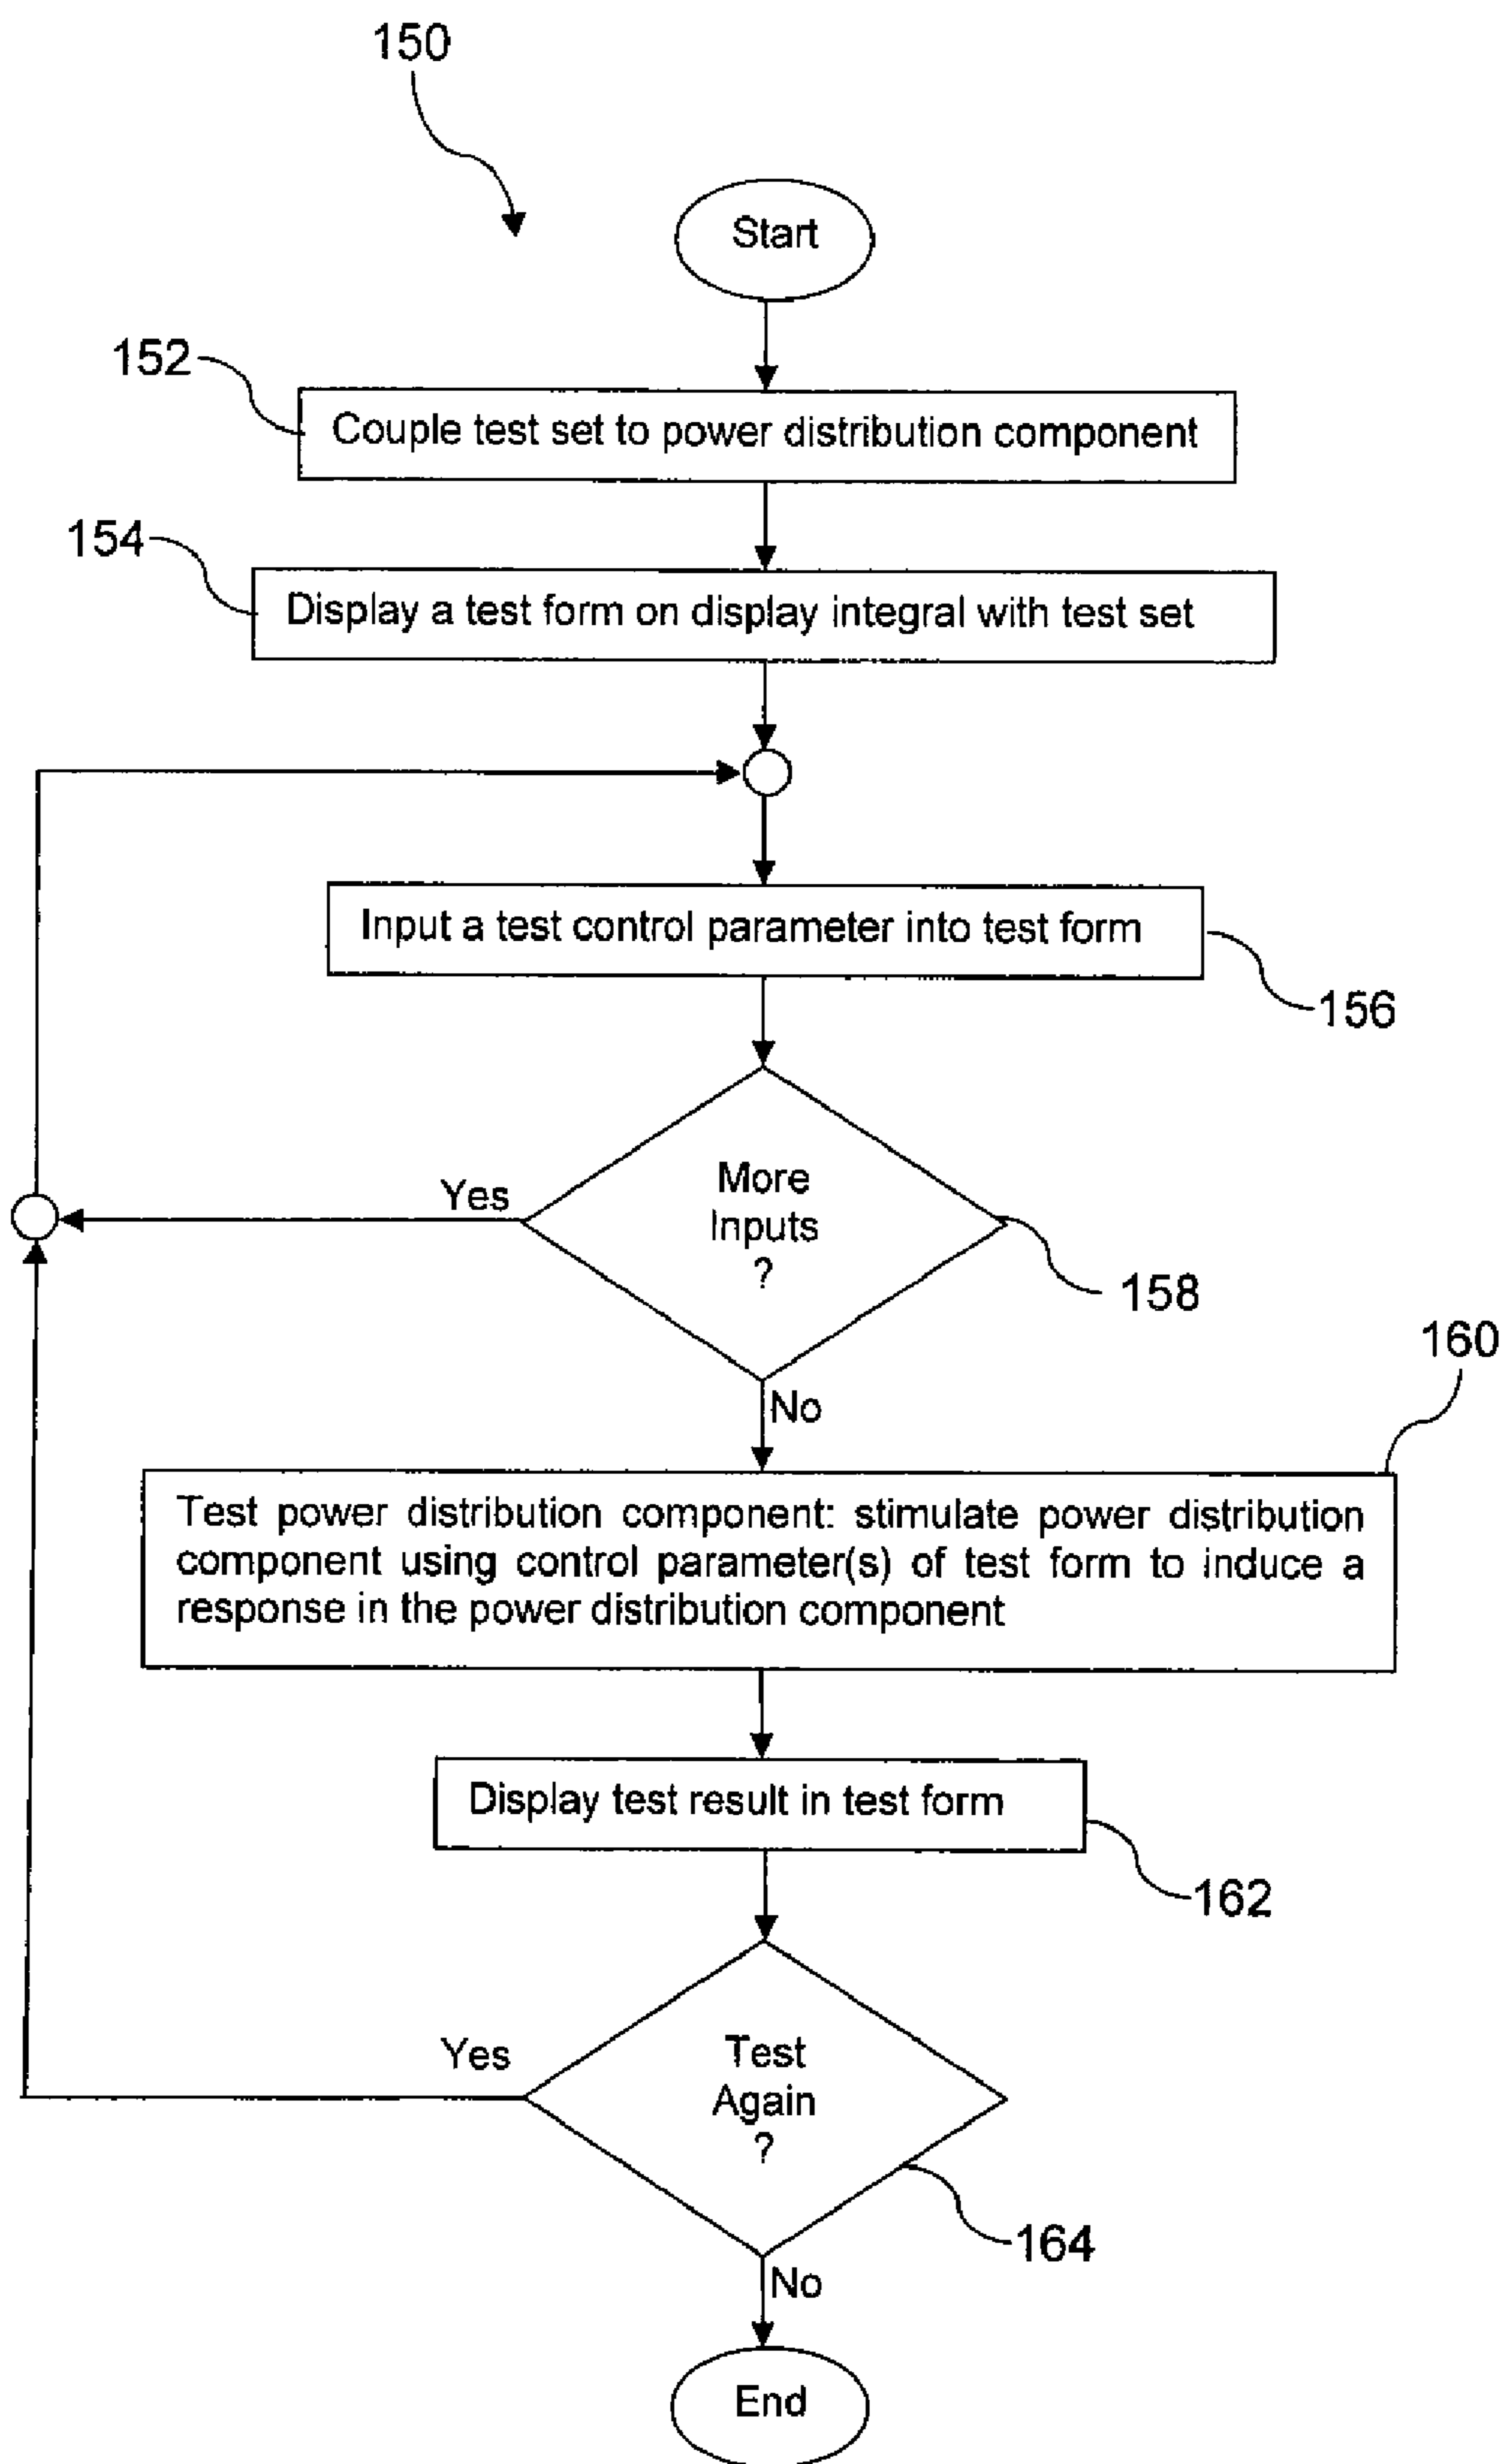 150
Start
152
Couple test set to power distribution component
154
Display a test form on display integral with test set
Input a test control parameter into test form
156
Yes
More
Inputs
?
158
No
160
Test power distribution component: stimulate power distribution
component using control parameter(s) of test form to induce a
response in the power distribution component
Display test result in test form
162
Yes
Test
Again
?
164
No
End